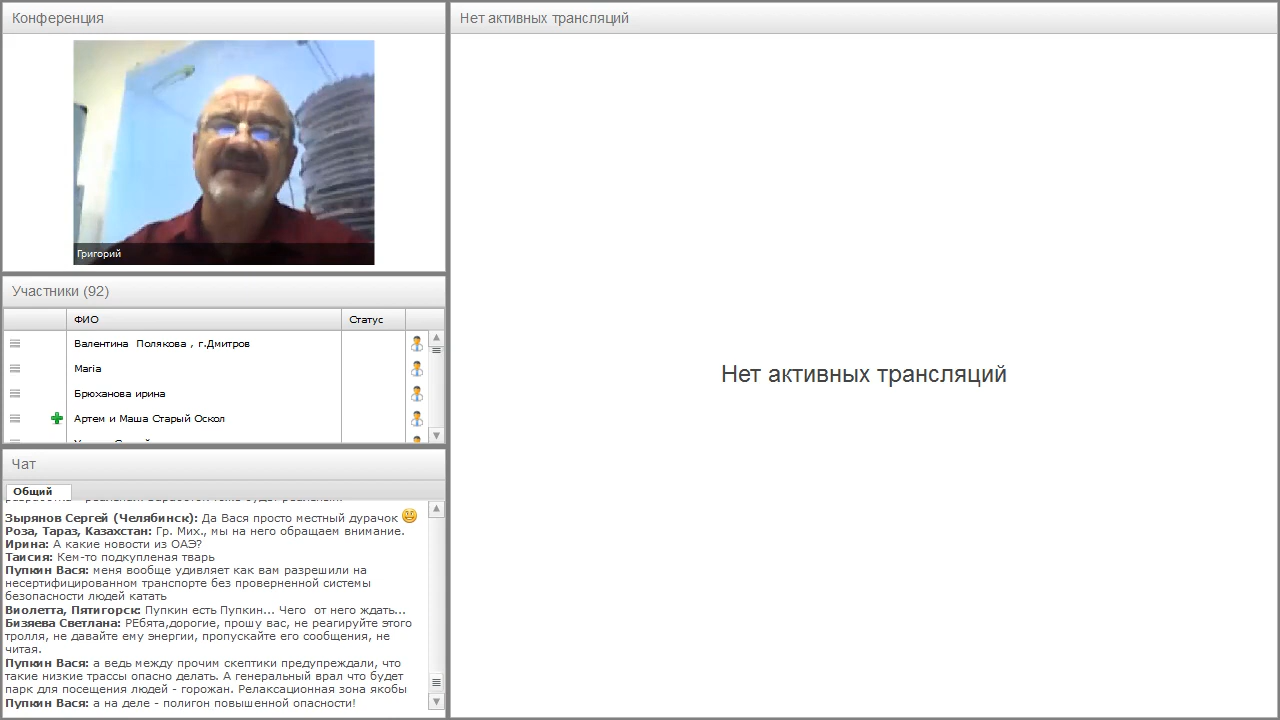 Конференция
Григорий
Участники (92)
ФИО Статус
Валентина Полякова , г.Дмитров
Maria
Брюханова ирина
Артем и Маша Старый Оскол
Чат
Общий
Зырянов Сергей (Челябинск): Да Вася просто местный дурачок
Роза, Тараз, Казахстан: Гр. Мих., мы на него обращаем внимание.
Ирина: А какие новости из ОАЭ?
Таисия: Кем-то подкупленая тварь
Пупкин Вася: меня вообще удивляет как вам разрешили на
несертифицированном транспорте без проверенной системы
безопасности людей катать
Виолетта, Пятигорск: Пупкин есть Пупкин... Чего от него ждать...
Бизяева Светлана: РЕбята,дорогие, прошу вас, не реагируйте этого
тролля, не давайте ему энергии, пропускайте его сообщения, не
читая.
Пупкин Вася: а ведь между прочим скептики предупреждали, что
такие низкие трассы опасно делать. А генеральный врал что будет
парк для посещения людей - горожан. Релаксационная зона якобы
Пупкин Вася: а на деле - пулигон повышенной опасности!
Нет активных трансляций
Нет активных трансляций